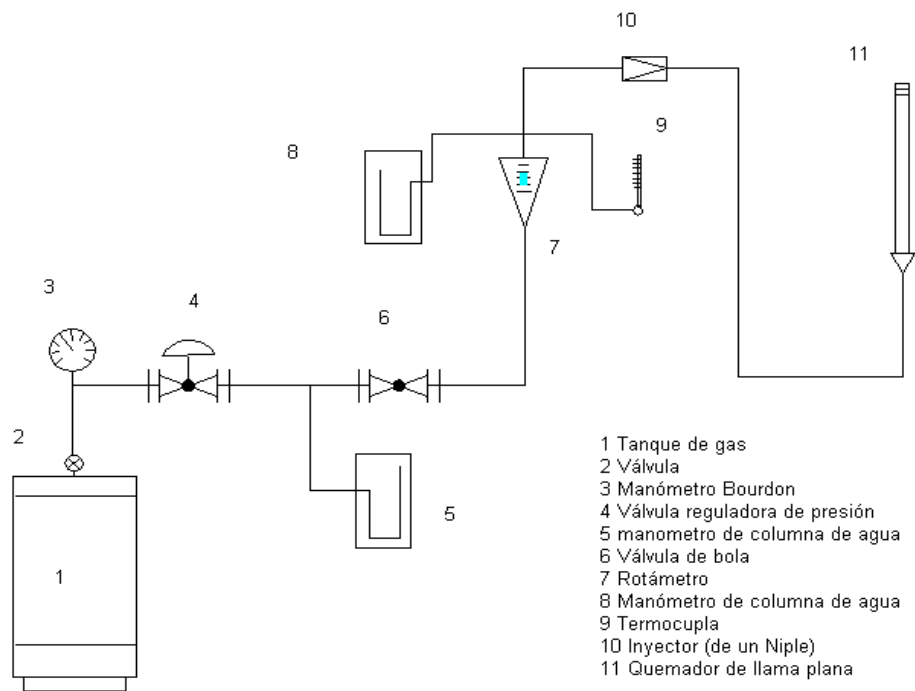 10
11
9
8
7
3
4
6
2
5
1
1 Tanque de gas
2 Válvula
3 Manómetro Bourdon
4 Válvula reguladora de presión
5 manometro de columna de agua
6 Válvula de bola
7 Rotámetro
8 Manómetro de columna de agua
9 Termocupla
10 Inyector (de un Niple)
11 Quemador de llama plana